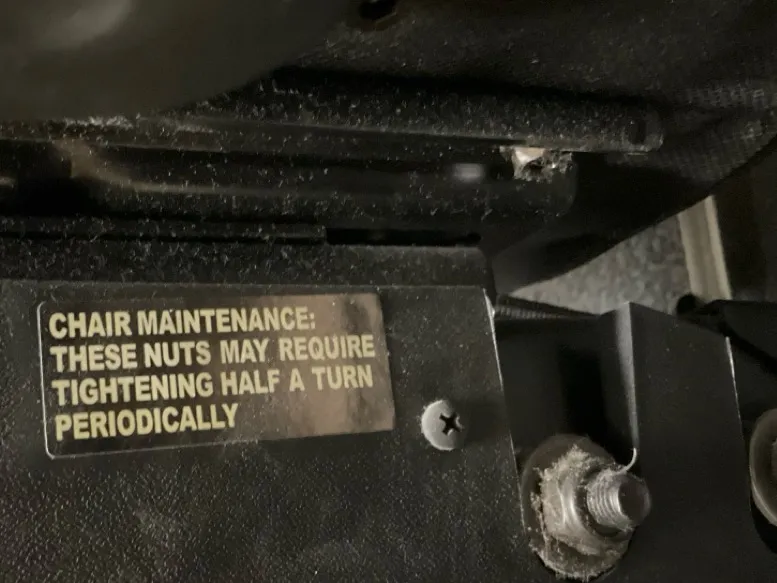 CHAIR MAINTENANCE:
THESE NUTS MAY REQUIRE
TIGHTENING HALF A TURN
PERIODICALLY